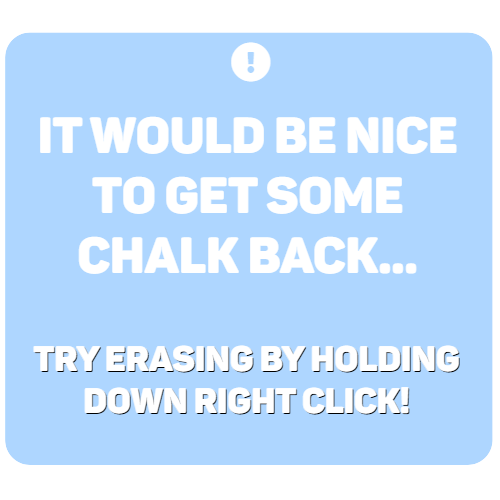 !
IT WOULD BE NICE
TO GET SOME
CHALK BACK...
TRY ERASING BY HOLDING
DOWN RIGHT CLICK!